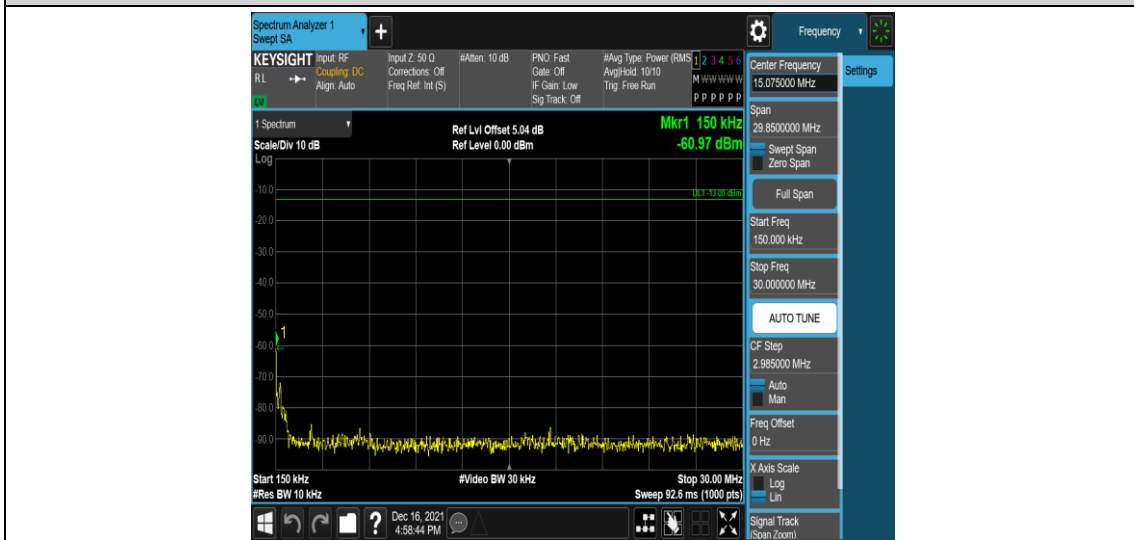 Spectrum Analyzer 1
Swept SA
+
Frequency
KEYSIGHT
RL
LXI
Input: RF
Coupling: DC
Align: Auto
Input Z: 50 Ω
Corrections: Off
Freq Ref: Int (S)
#Atten: 10 dB
PNO: Fast
Gate: Off
IF Gain: Low
Sig Track: Off
#Avg Type: Power (RMS
Avg|Hold: 10/10
Trig: Free Run
1 2 3 4 5 6
M W W W W W
P P P P P P
1 Spectrum
Scale/Div 10 dB
Log
Ref Lvl Offset 5.04 dB
Ref Level 0.00 dBm
Mkr1 150 kHz
-60.97 dBm
DL1 -13.00 dBm
-10.0
-20.0
-30.0
-40.0
-50.0
-60.0
-70.0
-80.0
-90.0
1
Start 150 kHz
#Res BW 10 kHz
#Video BW 30 kHz
Stop 30.00 MHz
Sweep 92.6 ms (1000 pts)
?
Dec 16, 2021
4:58:44 PM
Center Frequency
15.075000 MHz
Settings
Span
29.8500000 MHz
Swept Span
Zero Span
Full Span
Start Freq
150.000 kHz
Stop Freq
30.000000 MHz
AUTO TUNE
CF Step
2.985000 MHz
Auto
Man
Freq Offset
0 Hz
X Axis Scale
Log
Lin
Signal Track
(Span Zoom)